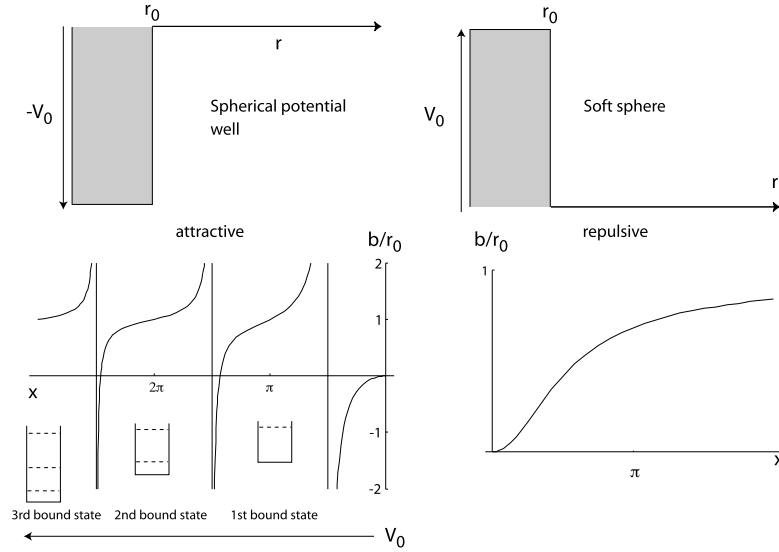 r0
r
-V0
Spherical potential
well
attractive
r0
V0
Soft sphere
r
repulsive
b/r0
2
1
-1
-2
x
2π
π
3rd bound state
2nd bound state
1st bound state
V0
b/r0
1
π
x